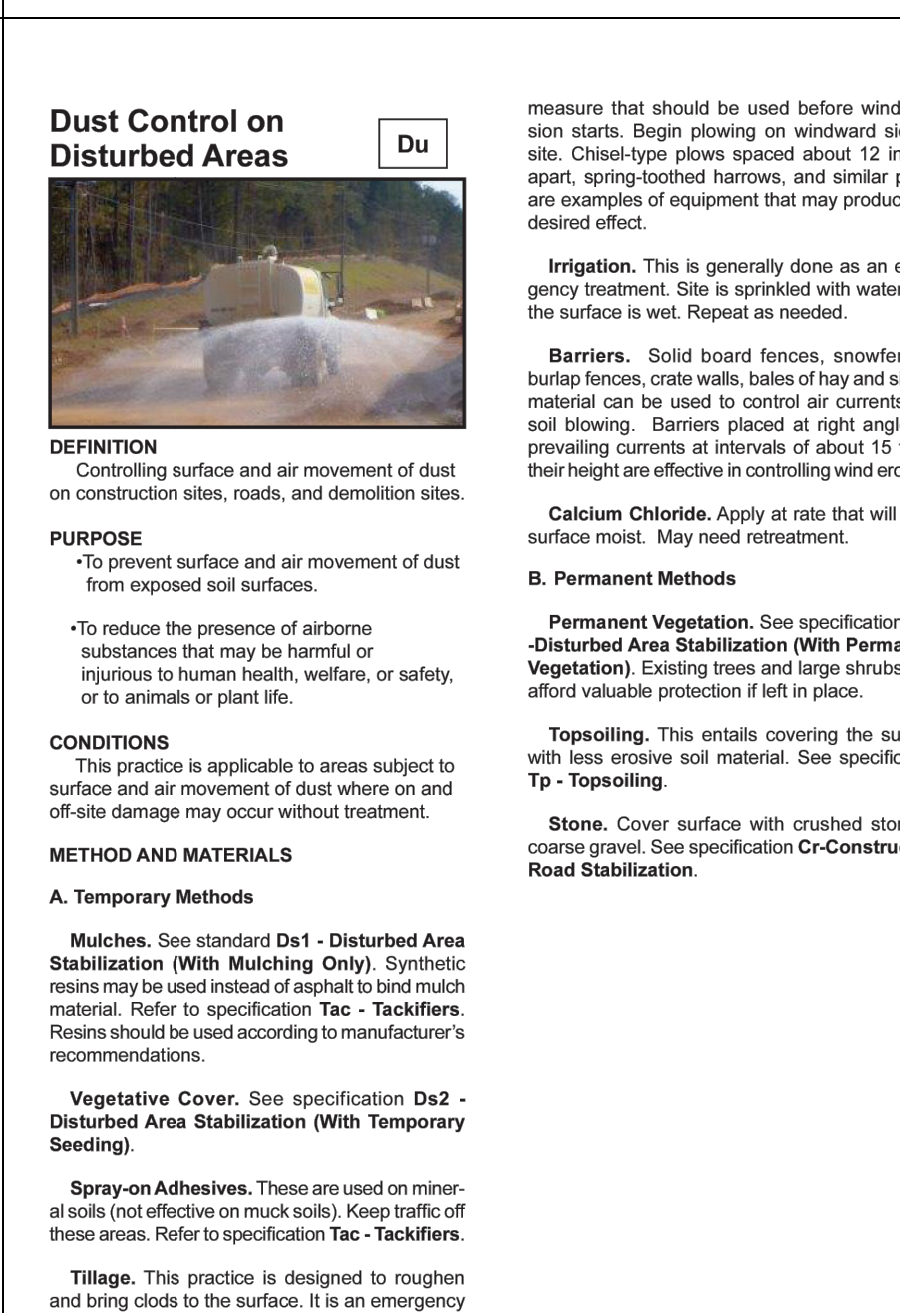 Dust Control on
Disturbed Areas
Du
DEFINITION
Controlling surface and air movement of dust
on construction sites, roads, and demolition sites.
PURPOSE
•To prevent surface and air movement of dust
from exposed soil surfaces.
•To reduce the presence of airborne
substances that may be harmful or
injurious to human health, welfare, or safety,
or to animals or plant life.
CONDITIONS
This practice is applicable to areas subject to
surface and air movement of dust where on and
off-site damage may occur without treatment.
METHOD AND MATERIALS
A. Temporary Methods
Mulches. See standard Ds1 - Disturbed Area
Stabilization (With Mulching Only). Synthetic
resins may be used instead of asphalt to bind mulch
material. Refer to specification Tac - Tackifiers.
Resins should be used according to manufacturer's
recommendations.
Vegetative Cover. See specification Ds2 -
Disturbed Area Stabilization (With Temporary
Seeding).
Spray-on Adhesives. These are used on miner-
al soils (not effective on muck soils). Keep traffic off
these areas. Refer to specification Tac - Tackifiers.
Tillage. This practice is designed to roughen
and bring clods to the surface. It is an emergency
measure that should be used before wind
sion starts. Begin plowing on windward
site. Chisel-type plows spaced about 12
apart, spring-toothed harrows, and similar
are examples of equipment that may
desired effect.
Irrigation. This is generally done as an
gency treatment. Site is sprinkled with water
the surface is wet. Repeat as needed.
Barriers. Solid board fences,
burlap fences, crate walls, bales of hay and
material can be used to control air currents
soil blowing. Barriers placed at right
prevailing currents at intervals of about 15
their height are effective in controlling wind
Calcium Chloride. Apply at rate that will
surface moist. May need retreatment.
B. Permanent Methods
Permanent Vegetation. See specification
-Disturbed Area Stabilization (With
Vegetation). Existing trees and large shrubs
afford valuable protection if left in place.
Topsoiling. This entails covering the
with less erosive soil material. See
Tp - Topsoiling.
Stone. Cover surface with crushed
coarse gravel. See specification
Road Stabilization.